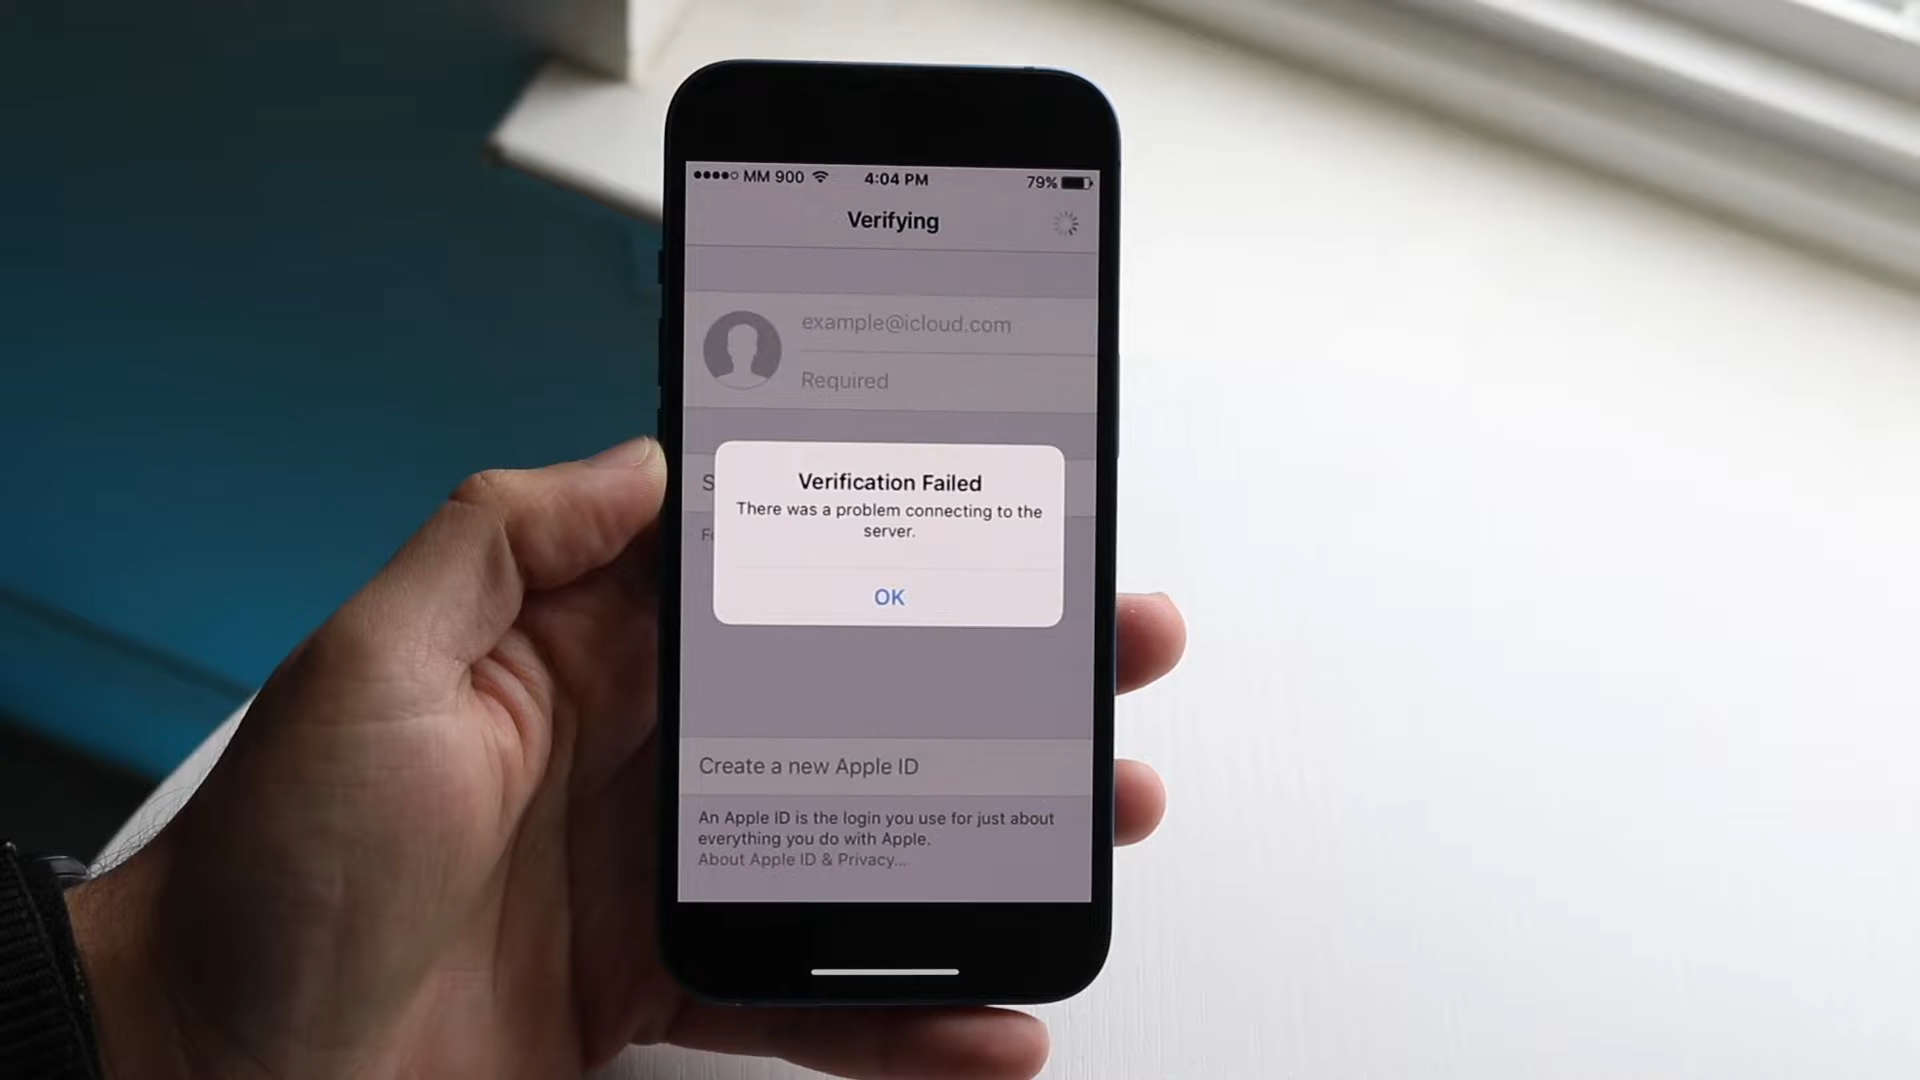 MM 900 4:04 PM 79%
Verifying
example@icloud.com
Required
S
Verification Failed
There was a problem connecting to the
server.
F
OK
Create a new Apple ID
An Apple ID is the login you use for just about
everything you do with Apple.
About Apple ID & Privacy...